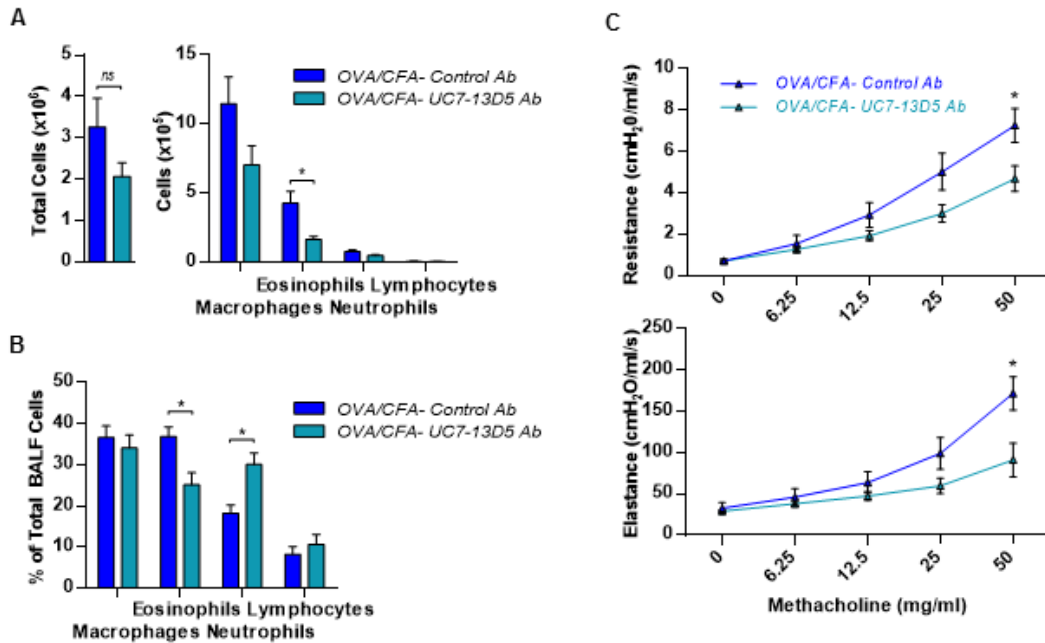 A
Total Cells (x10⁶)
5
4
3
2
1
0
ns
Cells (x10⁵)
15
10
5
0
*
OVA/CFA- Control Ab
OVA/CFA- UC7-13D5 Ab
Eosinophils Lymphocytes
Macrophages Neutrophils
B
% of Total BALF Cells
50
40
30
20
10
0
*
*
OVA/CFA- Control Ab
OVA/CFA- UC7-13D5 Ab
Eosinophils Lymphocytes
Macrophages Neutrophils
C
Resistance (cmH₂0/ml/s)
10
8
6
4
2
0
OVA/CFA- Control Ab
OVA/CFA- UC7-13D5 Ab
*
0
6.25
12.5
25
50
Elastance (cmH₂O/ml/s)
250
200
150
100
50
0
*
0
6.25
12.5
25
50
Methacholine (mg/ml)